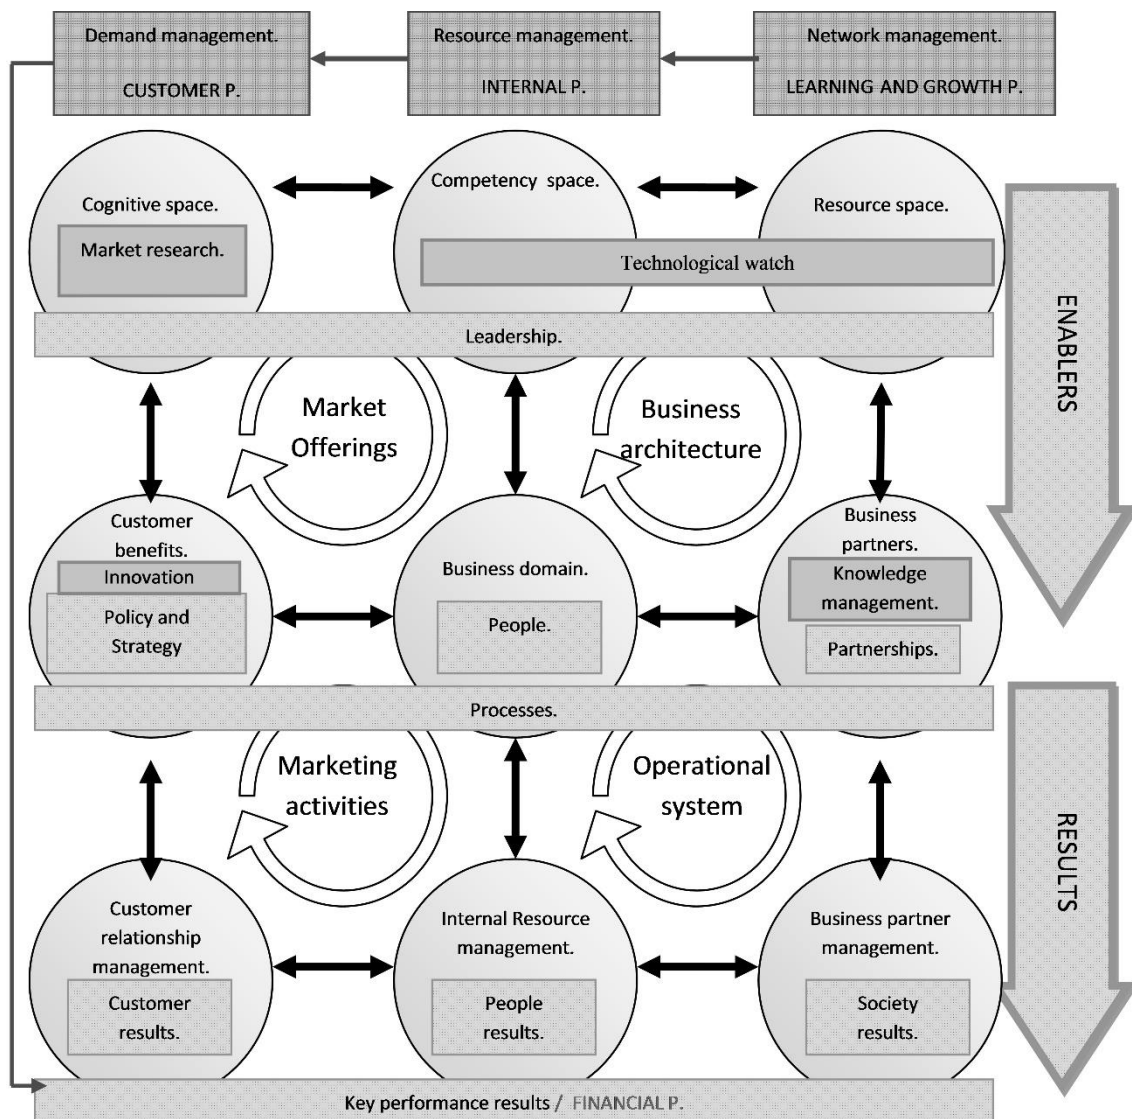 Demand management.
CUSTOMER P.
Resource management.
INTERNAL P.
Network management.
LEARNING AND GROWTH P.
Cognitive space.
Market research.
Competency space.
Resource space.
Technological watch
Leadership.
ENABLERS
Market
Offerings
Business
architecture
Customer
benefits.
Innovation
Policy and
Strategy
Business domain.
People.
Business
partners.
Knowledge
management.
Partnerships.
Processes.
RESULTS
Marketing
activities
Operational
system
Customer
relationship
management.
Customer
results.
Internal Resource
management.
People
results.
Business partner
management.
Society
results.
Key performance results / FINANCIAL P.